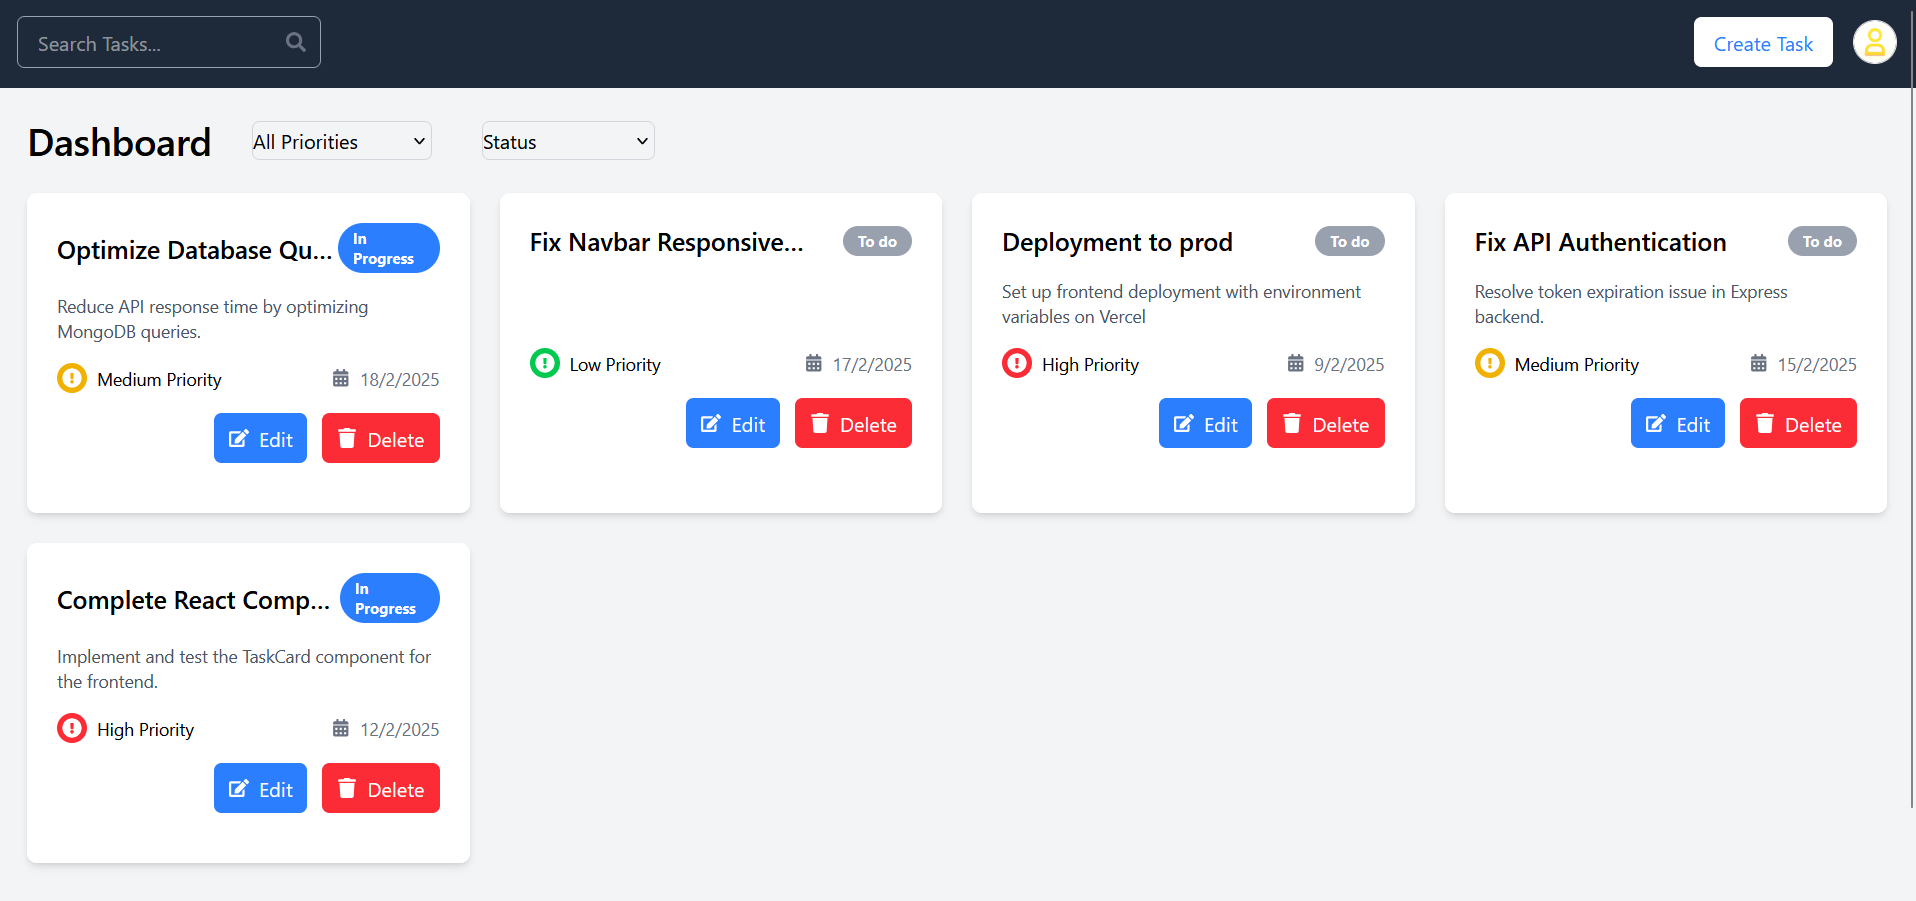 Search Tasks...
Create Task
Dashboard
All Priorities
Status
Optimize Database Qu...
In
Progress
Reduce API response time by optimizing
MongoDB queries.
Medium Priority
18/2/2025
Edit
Delete
Fix Navbar Responsive...
To do
Low Priority
17/2/2025
Edit
Delete
Deployment to prod
To do
Set up frontend deployment with environment
variables on Vercel
High Priority
9/2/2025
Edit
Delete
Fix API Authentication
To do
Resolve token expiration issue in Express
backend.
Medium Priority
15/2/2025
Edit
Delete
Complete React Comp...
In
Progress
Implement and test the TaskCard component for
the frontend.
High Priority
12/2/2025
Edit
Delete